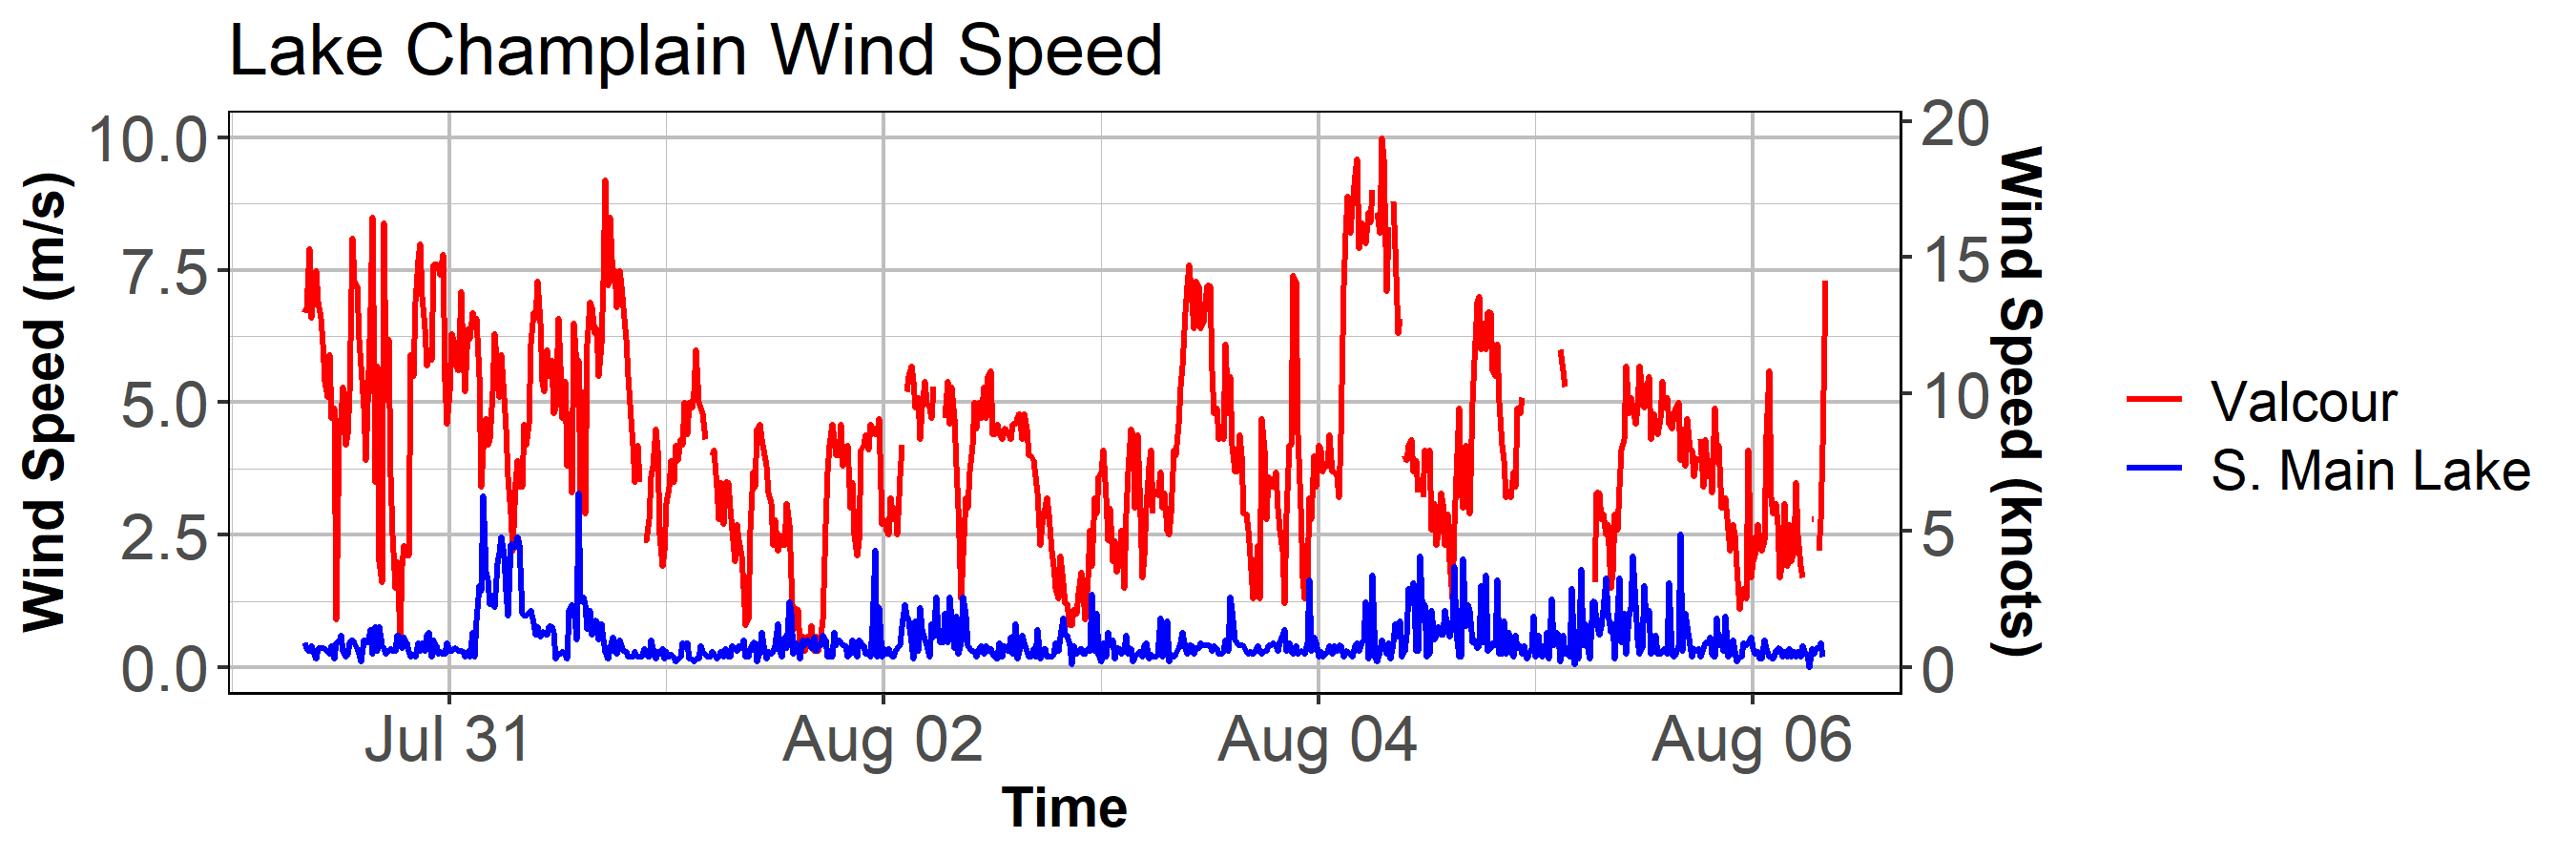 Lake Champlain Wind Speed
Wind Speed (m/s)
10.0
7.5
5.0
2.5
0.0
20
15
10
5
0
Wind Speed (knots)
Jul 31
Aug 02
Aug 04
Aug 06
Time
Valcour
S. Main Lake